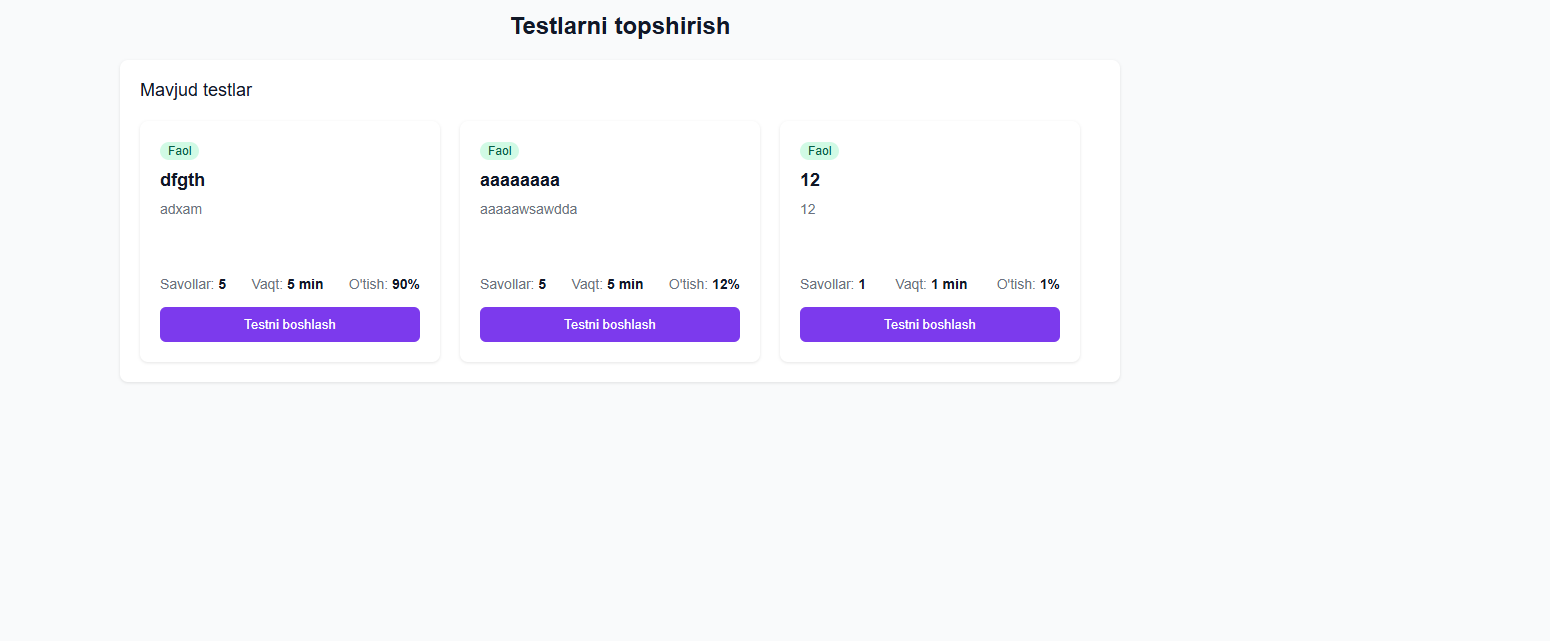 Testlarni topshirish
Mavjud testlar
Faol
dfgth
adxam
Savollar: 5 Vaqt: 5 min O'tish: 90%
Testni boshlash
Faol
aaaaaaaa
aaaaawsawdda
Savollar: 5 Vaqt: 5 min O'tish: 12%
Testni boshlash
Faol
12
12
Savollar: 1 Vaqt: 1 min O'tish: 1%
Testni boshlash